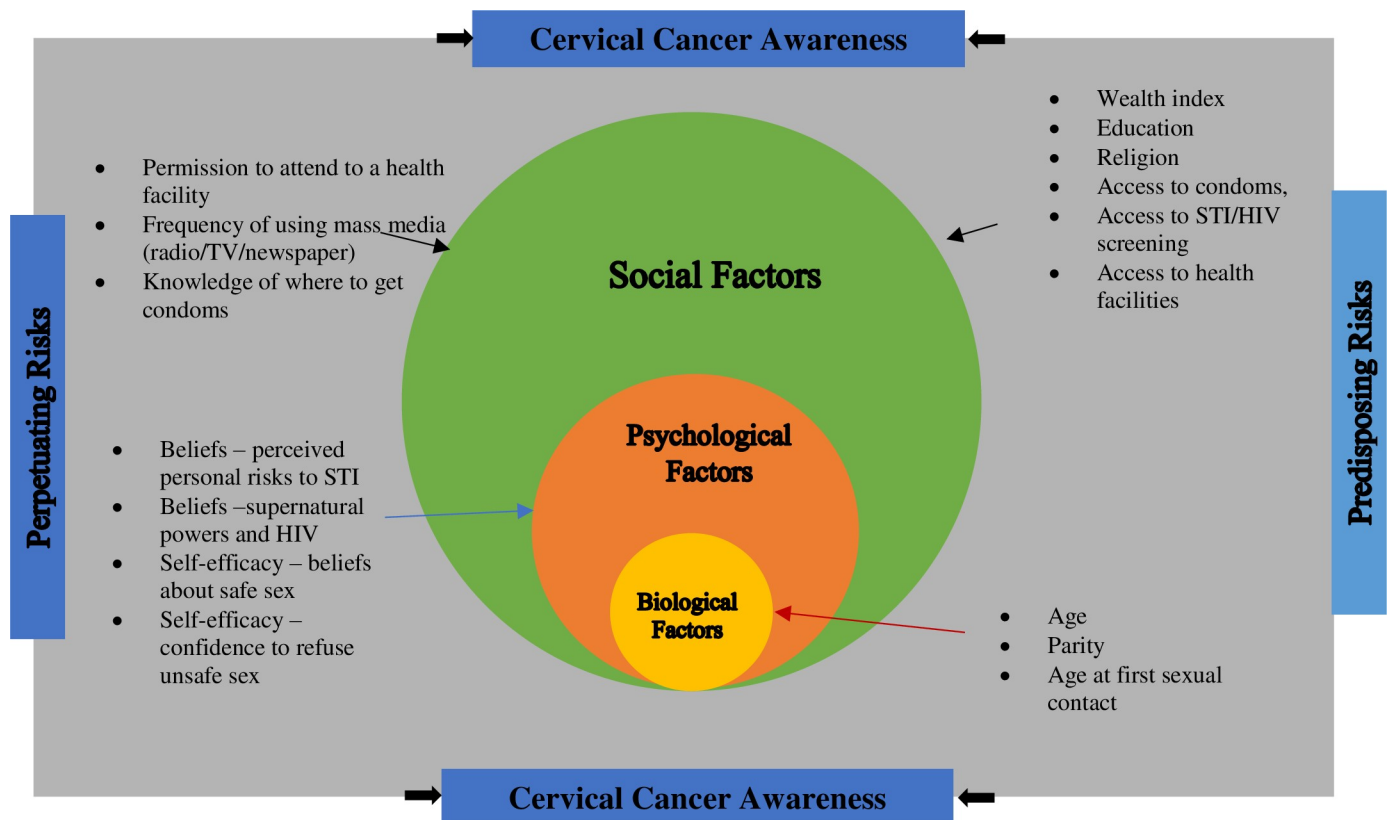 Cervical Cancer Awareness
• Permission to attend to a health
facility
• Frequency of using mass media
(radio/TV/newspaper)
• Knowledge of where to get
condoms
• Wealth index
• Education
• Religion
• Access to condoms,
• Access to STI/HIV
screening
• Access to health
facilities
Social Factors
Perpetuating Risks
Predisposing Risks
• Beliefs – perceived
personal risks to STI
• Beliefs –supernatural
powers and HIV
• Self-efficacy – beliefs
about safe sex
• Self-efficacy –
confidence to refuse
unsafe sex
Psychological
Factors
Biological
Factors
• Age
• Parity
• Age at first sexual
contact
Cervical Cancer Awareness